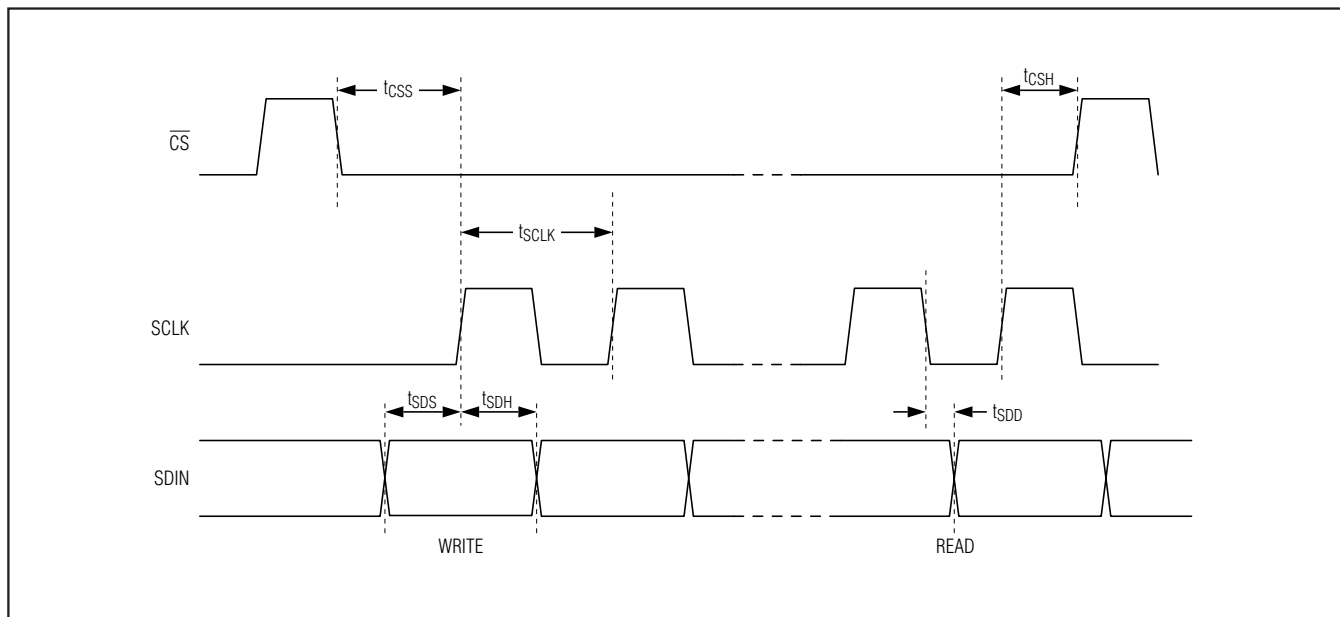 tCSS
tCSH
CS
tSCLK
SCLK
tSDS
tSDH
tSDD
SDIN
WRITE
READ